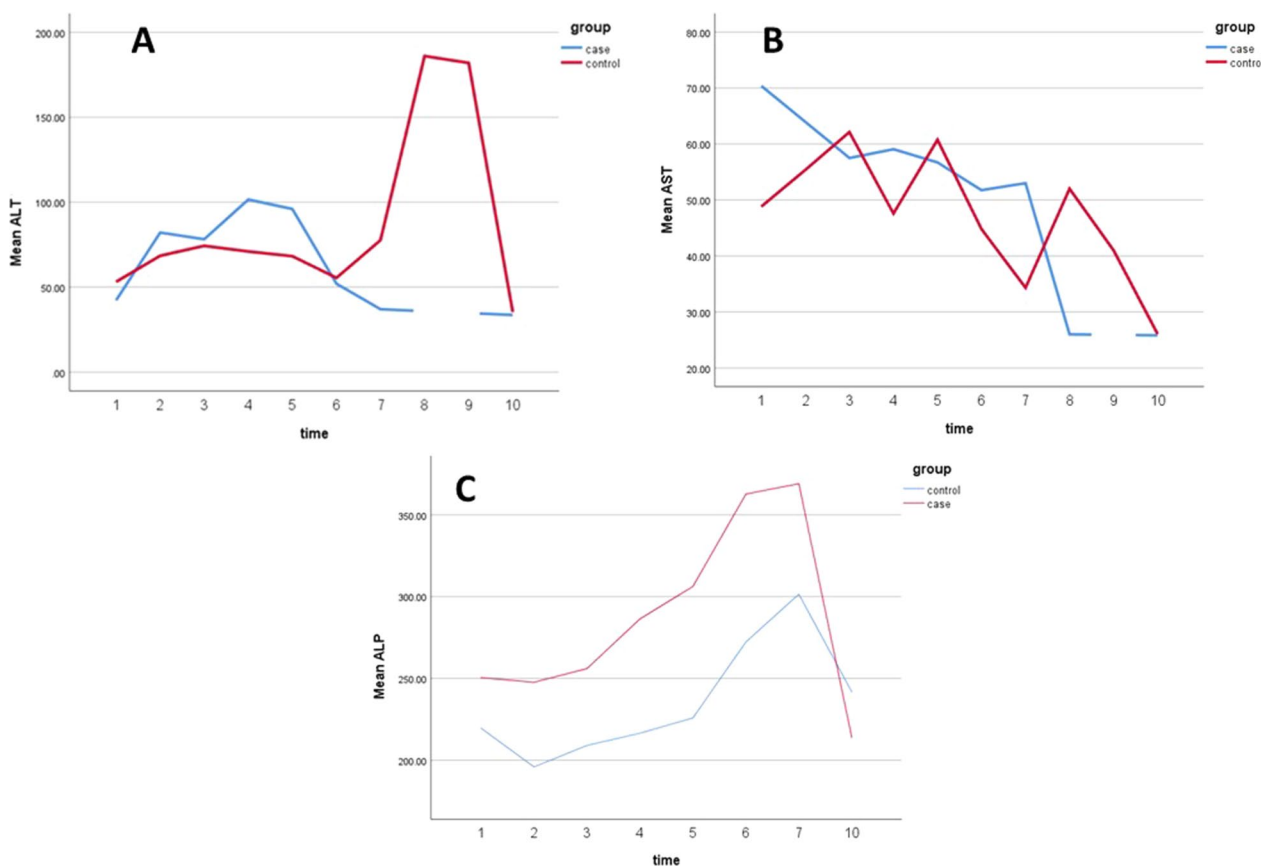 A
group
case
control
200.00
150.00
100.00
50.00
.00
Mean ALT
1 2 3 4 5 6 7 8 9 10
time
B
group
case
contro
80.00
70.00
60.00
50.00
40.00
30.00
20.00
Mean AST
1 2 3 4 5 6 7 8 9 10
time
C
group
control
case
350.00
300.00
250.00
200.00
Mean ALP
1 2 3 4 5 6 7 10
time